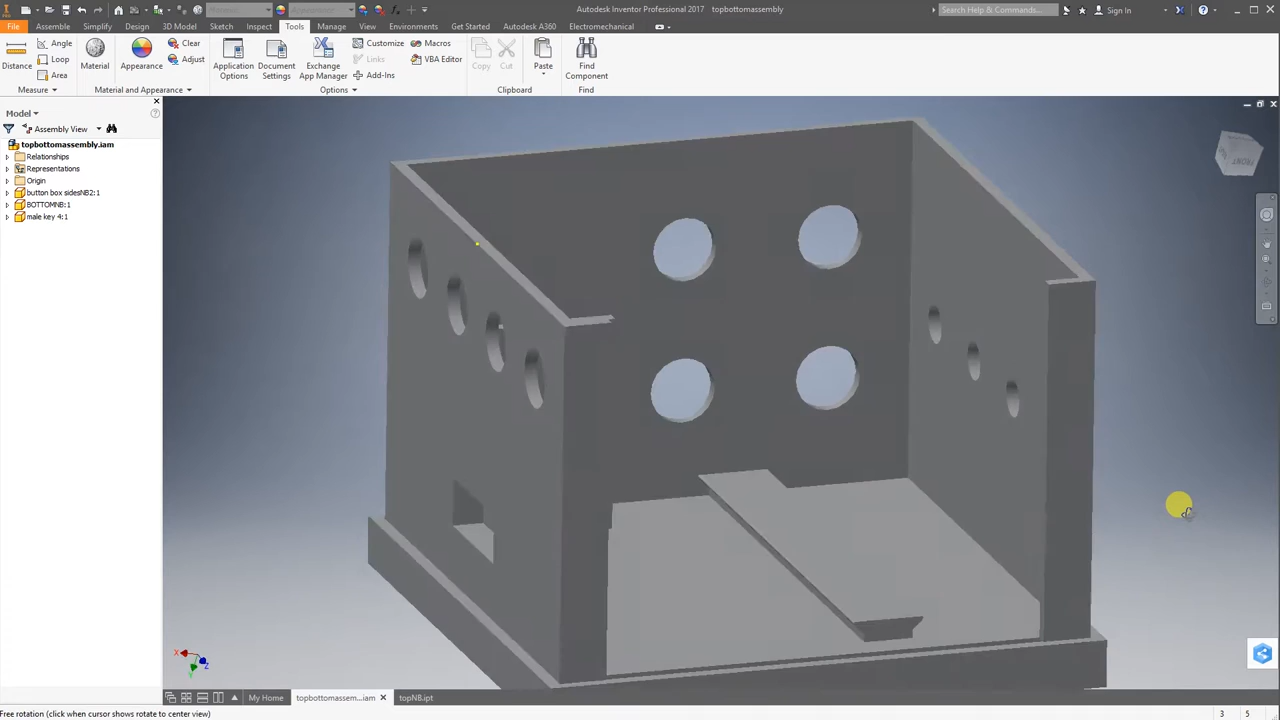 Autodesk Inventor Professional 2017 topbottomassembly
Search Help & Commands...
Sign In
File Assemble Simplify Design 3D Model Sketch Inspect Tools Manage View Environments Get Started Autodesk A360 Electromechanical
Distance
Angle
Loop
Area
Measure
Material
Appearance
Clear
Adjust
Material and Appearance
Application Options
Document Settings
Exchange App Manager
Customize
Links
Add-Ins
Macros
VBA Editor
Options
Copy
Cut
Paste
Clipboard
Find Component
Find
Model
Assembly View
topbottomassembly.iam
Relationships
Representations
Origin
button box sidesNB2:1
BOTTOMNB:1
male key 4:1
FRONT
X
Y
Z
My Home
topbottomassem...iam
topNB.ipt
Free rotation (click when cursor shows rotate to center view)
3 5